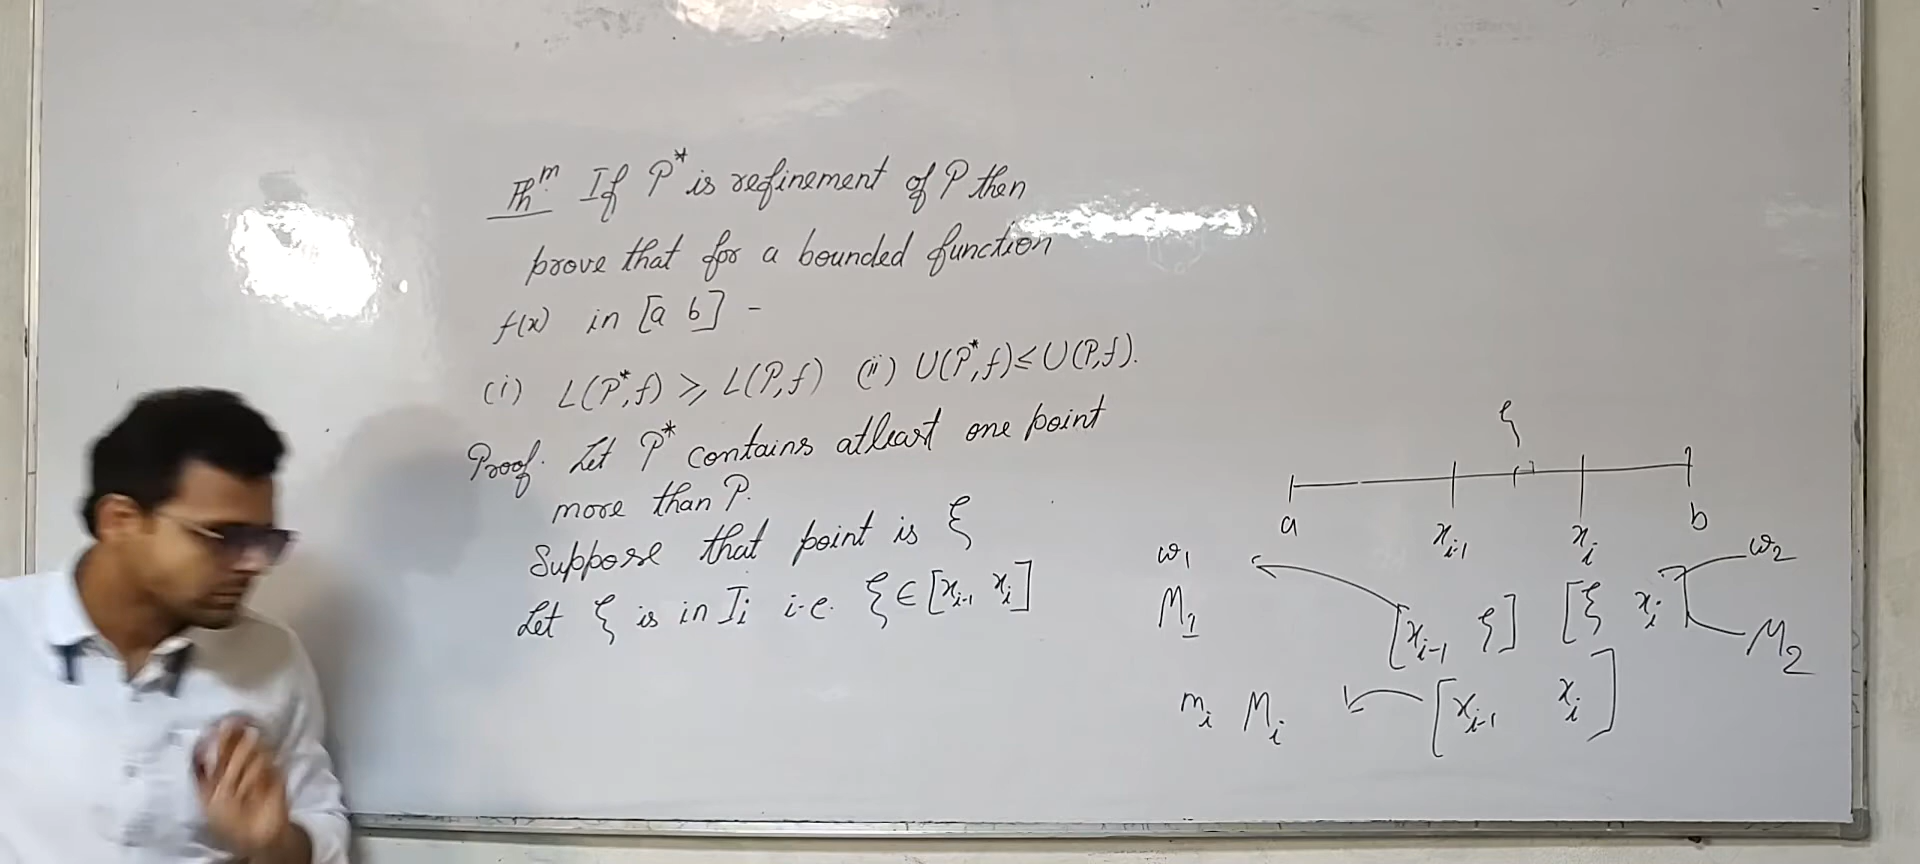 Thᵐ If P* is refinement of P then
prove that for a bounded function
f(x) in [a b] -
(i) L(P*,f) ⩾ L(P,f) (ii) U(P*,f) ≤ U(P,f).
Proof. Let P* contains atleast one point
more than P.
Suppose that point is ξ
Let ξ is in Iᵢ i.e. ξ ∈ [xᵢ₋₁ xᵢ]
ξ
a xᵢ₋₁ xᵢ b
ω₁ ω₂
M₁ [xᵢ₋₁ ξ] [ξ xᵢ] M₂
mᵢ Mᵢ [xᵢ₋₁ xᵢ]